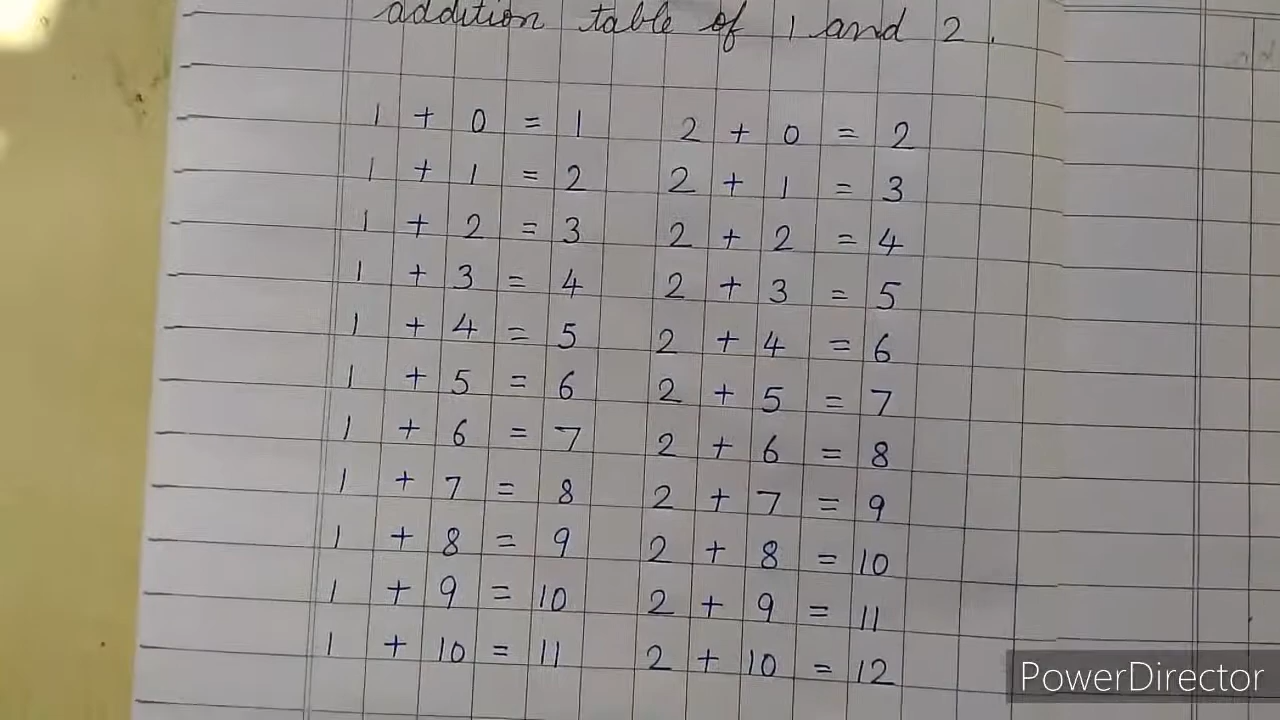 addition table of 1 and 2.
1 + 0 = 1 2 + 0 = 2
1 + 1 = 2 2 + 1 = 3
1 + 2 = 3 2 + 2 = 4
1 + 3 = 4 2 + 3 = 5
1 + 4 = 5 2 + 4 = 6
1 + 5 = 6 2 + 5 = 7
1 + 6 = 7 2 + 6 = 8
1 + 7 = 8 2 + 7 = 9
1 + 8 = 9 2 + 8 = 10
1 + 9 = 10 2 + 9 = 11
1 + 10 = 11 2 + 10 = 12
PowerDirector